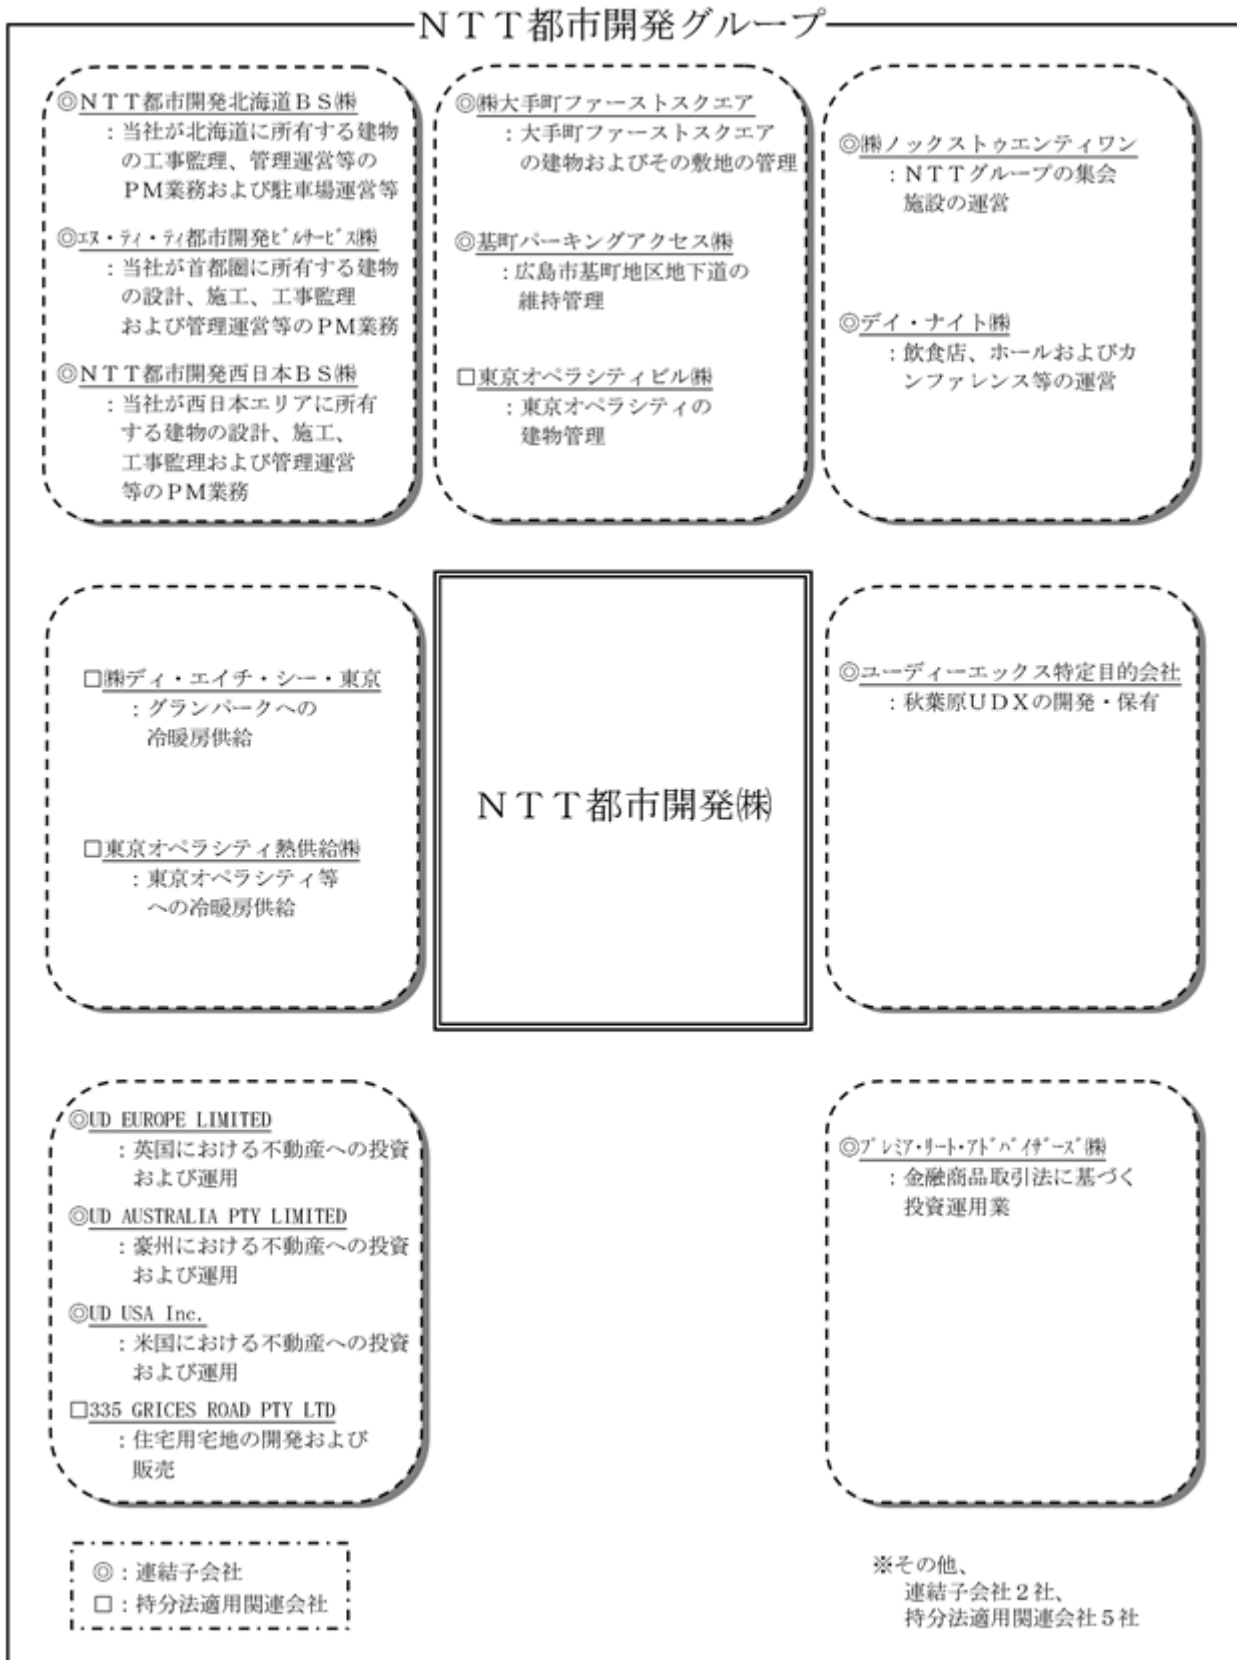 ＮＴＴ都市開発グループ
◎ＮＴＴ都市開発北海道ＢＳ㈱
：当社が北海道に所有する建物
の工事監理、管理運営等の
ＰＭ業務および駐車場運営等
◎ｴﾇ・ﾃｨ・ﾃｨ都市開発ﾋﾞﾙｻｰﾋﾞｽ㈱
：当社が首都圏に所有する建物
の設計、施工、工事監理
および管理運営等のＰＭ業務
◎ＮＴＴ都市開発西日本ＢＳ㈱
：当社が西日本エリアに所有
する建物の設計、施工、
工事監理および管理運営
等のＰＭ業務
◎㈱大手町ファーストスクエア
：大手町ファーストスクエア
の建物およびその敷地の管理
◎基町パーキングアクセス㈱
：広島市基町地区地下道の
維持管理
□東京オペラシティビル㈱
：東京オペラシティの
建物管理
◎㈱ノックストゥエンティワン
：ＮＴＴグループの集会
施設の運営
◎デイ・ナイト㈱
：飲食店、ホールおよびカ
ンファレンス等の運営
□㈱ディ・エイチ・シー・東京
：グランパークへの
冷暖房供給
□東京オペラシティ熱供給㈱
：東京オペラシティ等
への冷暖房供給
ＮＴＴ都市開発㈱
◎ユーディーエックス特定目的会社
：秋葉原ＵＤＸの開発・保有
◎UD EUROPE LIMITED
：英国における不動産への投資
および運用
◎UD AUSTRALIA PTY LIMITED
：豪州における不動産への投資
および運用
◎UD USA Inc.
：米国における不動産への投資
および運用
□335 GRICES ROAD PTY LTD
：住宅用宅地の開発および
販売
◎ﾌﾟﾚﾐｱ・ﾘｰﾄ・ｱﾄﾞﾊﾞｲｻﾞｰｽﾞ㈱
：金融商品取引法に基づく
投資運用業
◎：連結子会社
□：持分法適用関連会社
※その他、
連結子会社２社、
持分法適用関連会社５社